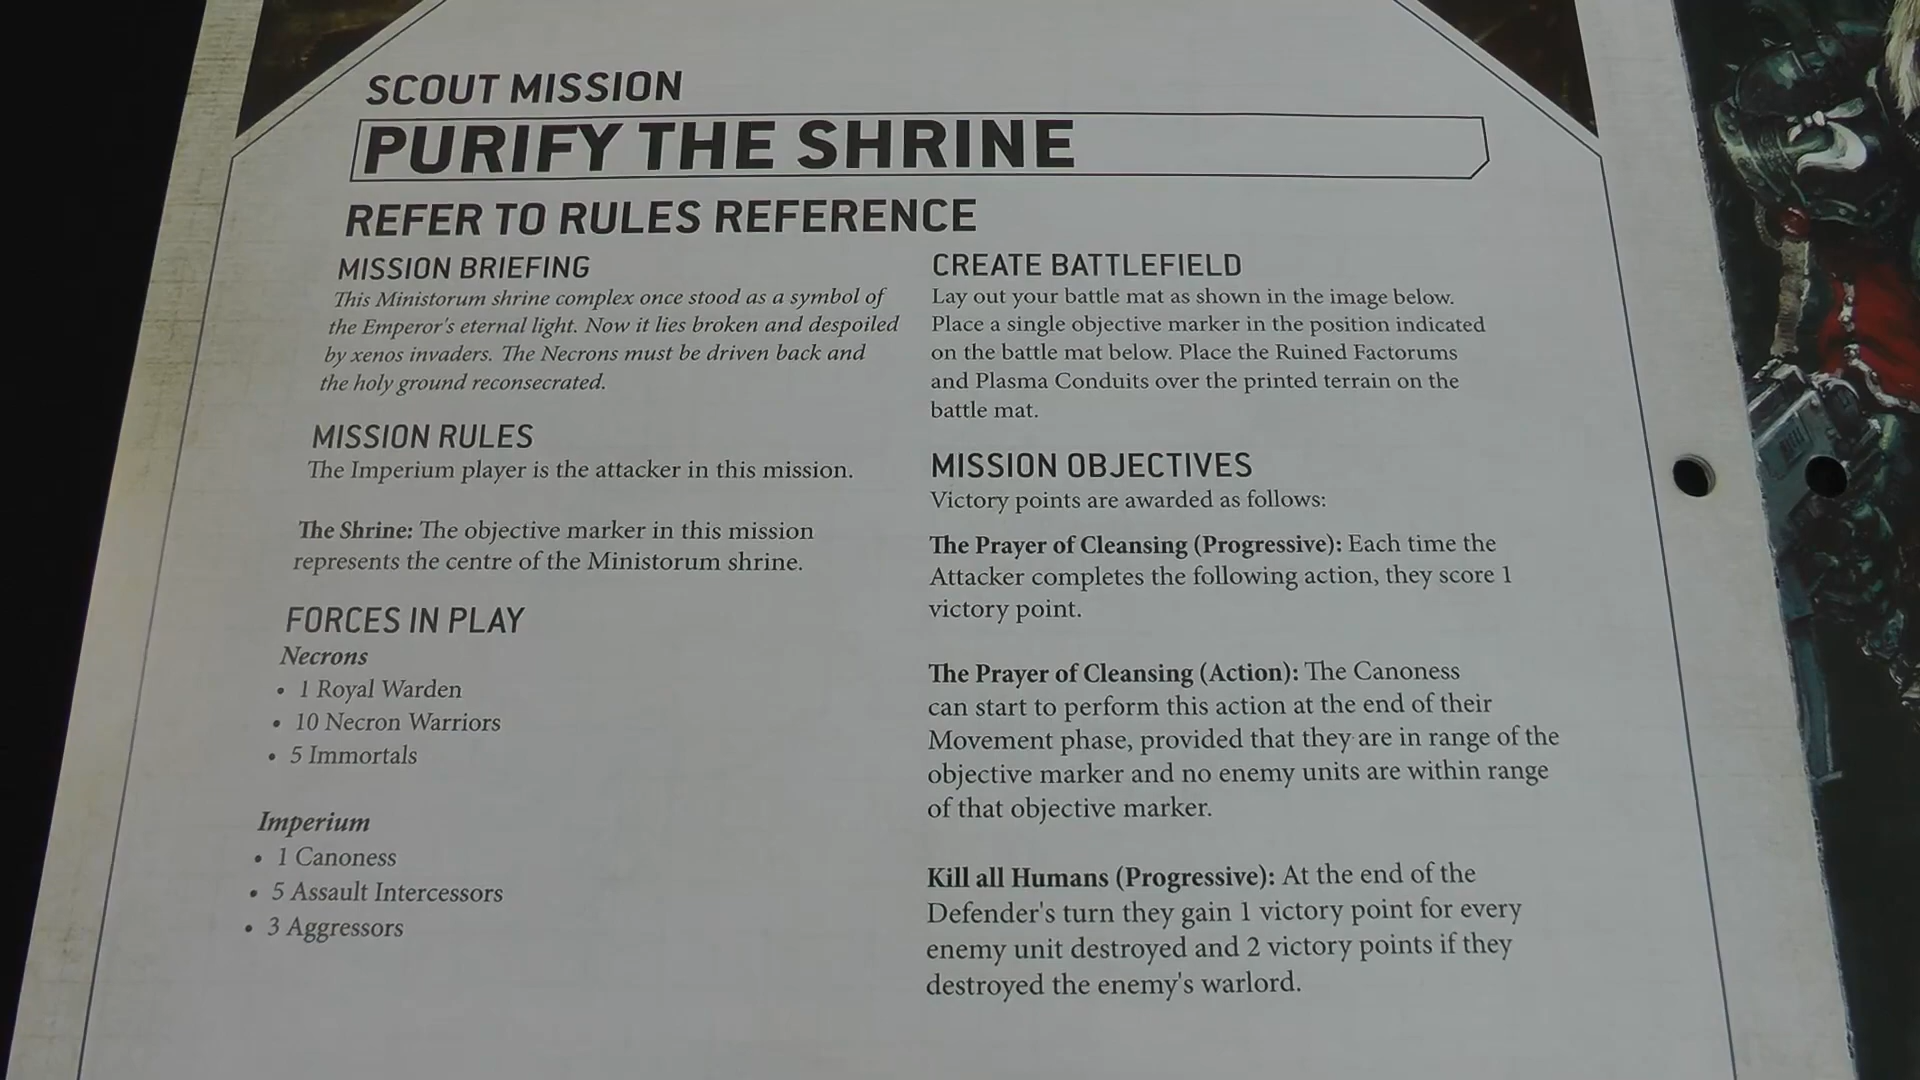 SCOUT MISSION
PURIFY THE SHRINE
REFER TO RULES REFERENCE
MISSION BRIEFING
This Ministorum shrine complex once stood as a symbol of
the Emperor's eternal light. Now it lies broken and despoiled
by xenos invaders. The Necrons must be driven back and
the holy ground reconsecrated.
MISSION RULES
The Imperium player is the attacker in this mission.
The Shrine: The objective marker in this mission
represents the centre of the Ministorum shrine.
FORCES IN PLAY
Necrons
• 1 Royal Warden
• 10 Necron Warriors
• 5 Immortals
Imperium
• 1 Canoness
• 5 Assault Intercessors
• 3 Aggressors
CREATE BATTLEFIELD
Lay out your battle mat as shown in the image below.
Place a single objective marker in the position indicated
on the battle mat below. Place the Ruined Factorums
and Plasma Conduits over the printed terrain on the
battle mat.
MISSION OBJECTIVES
Victory points are awarded as follows:
The Prayer of Cleansing (Progressive): Each time the
Attacker completes the following action, they score 1
victory point.
The Prayer of Cleansing (Action): The Canoness
can start to perform this action at the end of their
Movement phase, provided that they are in range of the
objective marker and no enemy units are within range
of that objective marker.
Kill all Humans (Progressive): At the end of the
Defender's turn they gain 1 victory point for every
enemy unit destroyed and 2 victory points if they
destroyed the enemy's warlord.